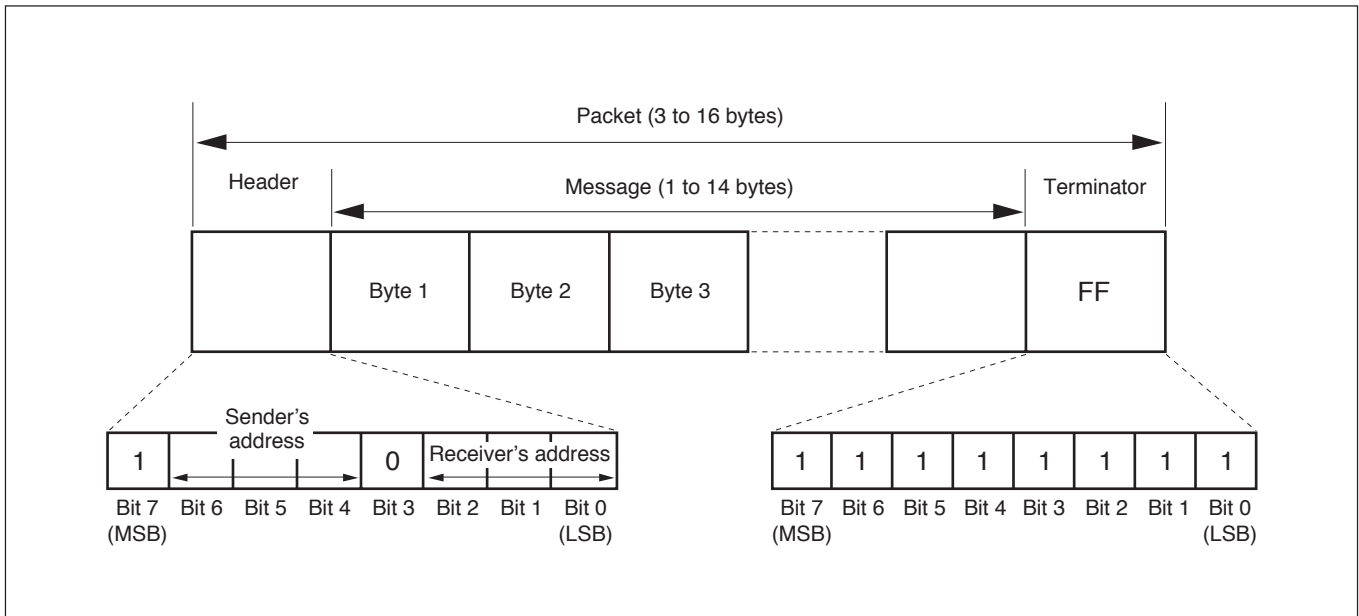 Packet (3 to 16 bytes)
Header
Message (1 to 14 bytes)
Terminator
Byte 1
Byte 2
Byte 3
FF
Sender’s
address
1
0
Receiver’s address
Bit 7 Bit 6 Bit 5 Bit 4 Bit 3 Bit 2 Bit 1 Bit 0
(MSB) (LSB)
1 1 1 1 1 1 1 1
Bit 7 Bit 6 Bit 5 Bit 4 Bit 3 Bit 2 Bit 1 Bit 0
(MSB) (LSB)